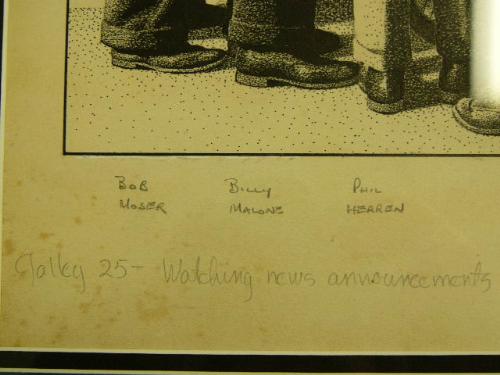 BOB BILLY PHIL
MOSER MALONE HERREN
Galley 25- Watching news announcements